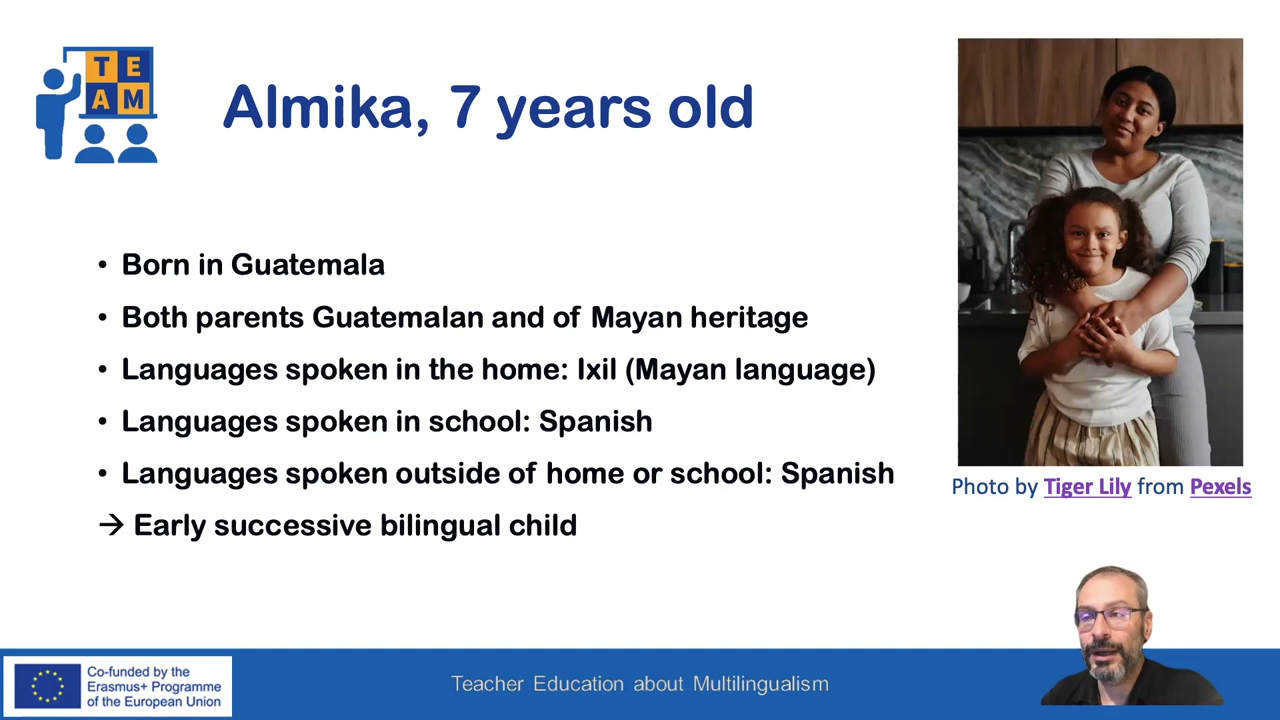 T E
A M
Almika, 7 years old
• Born in Guatemala
• Both parents Guatemalan and of Mayan heritage
• Languages spoken in the home: Ixil (Mayan language)
• Languages spoken in school: Spanish
• Languages spoken outside of home or school: Spanish
→ Early successive bilingual child
Photo by Tiger Lily from Pexels
Co-funded by the
Erasmus+ Programme
of the European Union
Teacher Education about Multilingualism